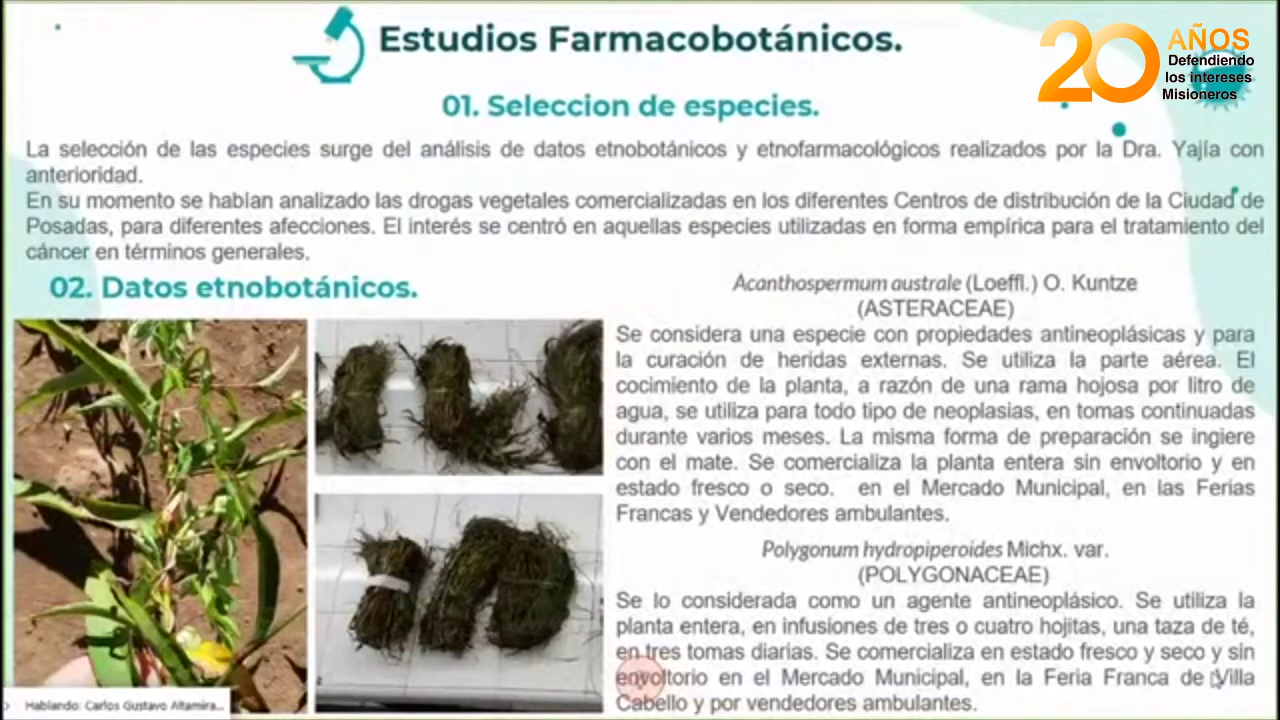 Estudios Farmacobotánicos.
20 AÑOS
Defendiendo
los intereses
Misioneros
01. Seleccion de especies.
La selección de las especies surge del análisis de datos etnobotánicos y etnofarmacológicos realizados por la Dra. Yajía con
anterioridad.
En su momento se habían analizado las drogas vegetales comercializadas en los diferentes Centros de distribución de la Ciudad de
Posadas, para diferentes afecciones. El interés se centró en aquellas especies utilizadas en forma empírica para el tratamiento del
cáncer en términos generales.
02. Datos etnobotánicos.
Acanthospermum australe (Loeffl.) O. Kuntze
(ASTERACEAE)
Se considera una especie con propiedades antineoplásicas y para
la curación de heridas externas. Se utiliza la parte aérea. El
cocimiento de la planta, a razón de una rama hojosa por litro de
agua, se utiliza para todo tipo de neoplasias, en tomas continuadas
durante varios meses. La misma forma de preparación se ingiere
con el mate. Se comercializa la planta entera sin envoltorio y en
estado fresco o seco. en el Mercado Municipal, en las Ferias
Francas y Vendedores ambulantes.
Polygonum hydropiperoides Michx. var.
(POLYGONACEAE)
Se lo considerada como un agente antineoplásico. Se utiliza la
planta entera, en infusiones de tres o cuatro hojitas, una taza de té,
en tres tomas diarias. Se comercializa en estado fresco y seco y sin
envoltorio en el Mercado Municipal, en la Feria Franca de Villa
Cabello y por vendedores ambulantes.
Hablando: Carlos Gustavo Altamira...